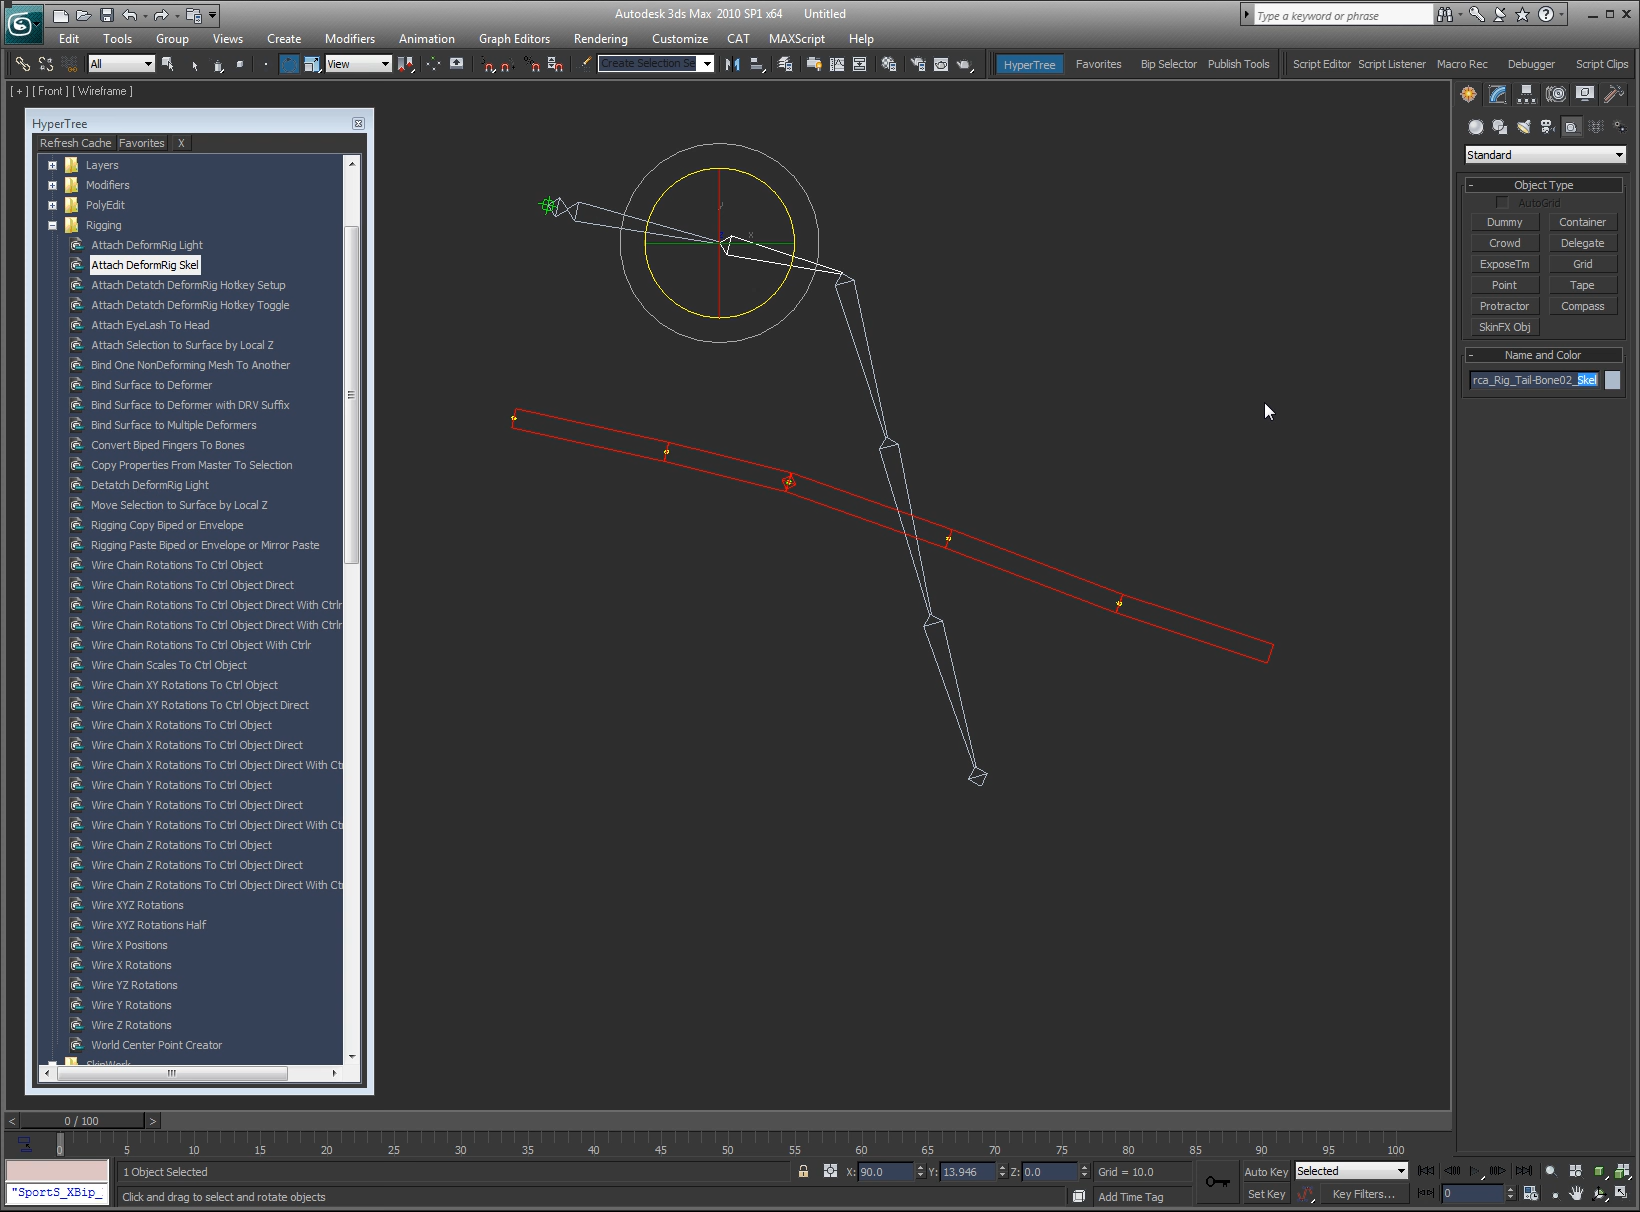 Autodesk 3ds Max 2010 SP1 x64 Untitled
Type a keyword or phrase
Edit Tools Group Views Create Modifiers Animation Graph Editors Rendering Customize CAT MAXScript Help
All View Create Selection Se HyperTree Favorites Bip Selector Publish Tools Script Editor Script Listener Macro Rec Debugger Script Clips
[ + ] [ Front ] [ Wireframe ]
HyperTree
Refresh Cache Favorites X
Layers
Modifiers
PolyEdit
Rigging
Attach DeformRig Light
Attach DeformRig Skel
Attach Detatch DeformRig Hotkey Setup
Attach Detatch DeformRig Hotkey Toggle
Attach EyeLash To Head
Attach Selection to Surface by Local Z
Bind One NonDeforming Mesh To Another
Bind Surface to Deformer
Bind Surface to Deformer with DRV Suffix
Bind Surface to Multiple Deformers
Convert Biped Fingers To Bones
Copy Properties From Master To Selection
Detatch DeformRig Light
Move Selection to Surface by Local Z
Rigging Copy Biped or Envelope
Rigging Paste Biped or Envelope or Mirror Paste
Wire Chain Rotations To Ctrl Object
Wire Chain Rotations To Ctrl Object Direct
Wire Chain Rotations To Ctrl Object Direct With Ctrlr
Wire Chain Rotations To Ctrl Object Direct With Ctrlr
Wire Chain Rotations To Ctrl Object With Ctrlr
Wire Chain Scales To Ctrl Object
Wire Chain XY Rotations To Ctrl Object
Wire Chain XY Rotations To Ctrl Object Direct
Wire Chain X Rotations To Ctrl Object
Wire Chain X Rotations To Ctrl Object Direct
Wire Chain X Rotations To Ctrl Object Direct With Ct
Wire Chain Y Rotations To Ctrl Object
Wire Chain Y Rotations To Ctrl Object Direct
Wire Chain Y Rotations To Ctrl Object Direct With Ct
Wire Chain Z Rotations To Ctrl Object
Wire Chain Z Rotations To Ctrl Object Direct
Wire Chain Z Rotations To Ctrl Object Direct With Ct
Wire XYZ Rotations
Wire XYZ Rotations Half
Wire X Positions
Wire X Rotations
Wire YZ Rotations
Wire Y Rotations
Wire Z Rotations
World Center Point Creator
SkinWork
y
x
Standard
- Object Type
AutoGrid
Dummy Container
Crowd Delegate
ExposeTm Grid
Point Tape
Protractor Compass
SkinFX Obj
- Name and Color
rca_Rig_Tail-Bone02_Skel
< 0 / 100 >
0 5 10 15 20 25 30 35 40 45 50 55 60 65 70 75 80 85 90 95 100
1 Object Selected X: 90.0 Y: 13.946 Z: 0.0 Grid = 10.0 Auto Key Selected
"SportS_XBip_ Click and drag to select and rotate objects Add Time Tag Set Key Key Filters... 0